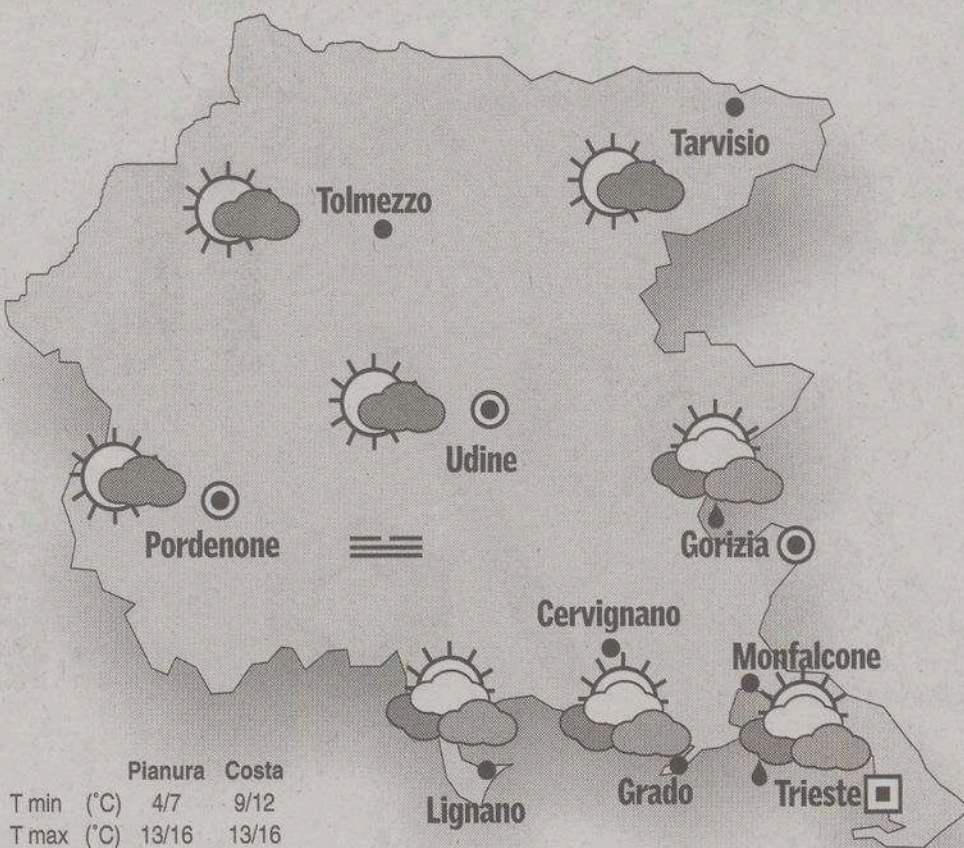 Tarvisio
Tolmezzo
Udine
Pordenone
Gorizia
Cervignano
Monfalcone
Lignano
Grado
Trieste
Pianura Costa
T min (°C) 4/7 9/12
T max (°C) 13/16 13/16